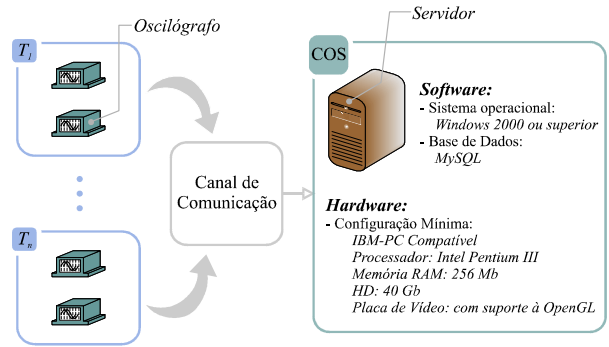 Oscilógrafo
T1
Tn
Canal de
Comunicação
Servidor
COS
Software:
- Sistema operacional:
Windows 2000 ou superior
- Base de Dados:
MySQL
Hardware:
- Configuração Mínima:
IBM-PC Compatível
Processador: Intel Pentium III
Memória RAM: 256 Mb
HD: 40 Gb
Placa de Vídeo: com suporte à OpenGL